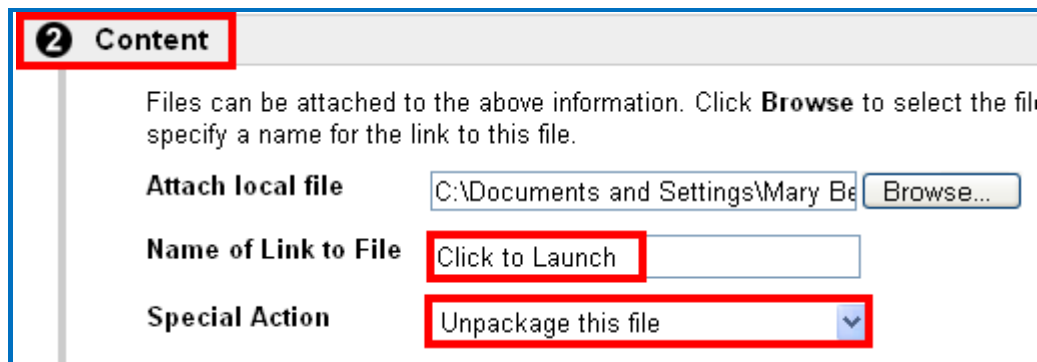 2 Content
Files can be attached to the above information. Click Browse to select the file
specify a name for the link to this file.
Attach local file C:\Documents and Settings\Mary Be Browse...
Name of Link to File Click to Launch
Special Action Unpackage this file